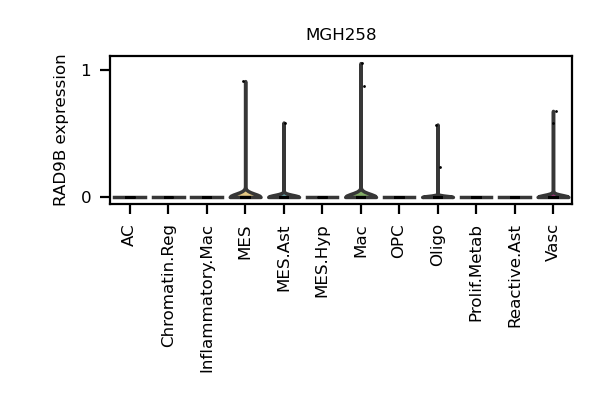 MGH258
RAD9B expression
1
0
AC
Chromatin.Reg
Inflammatory.Mac
MES
MES.Ast
MES.Hyp
Mac
OPC
Oligo
Prolif.Metab
Reactive.Ast
Vasc